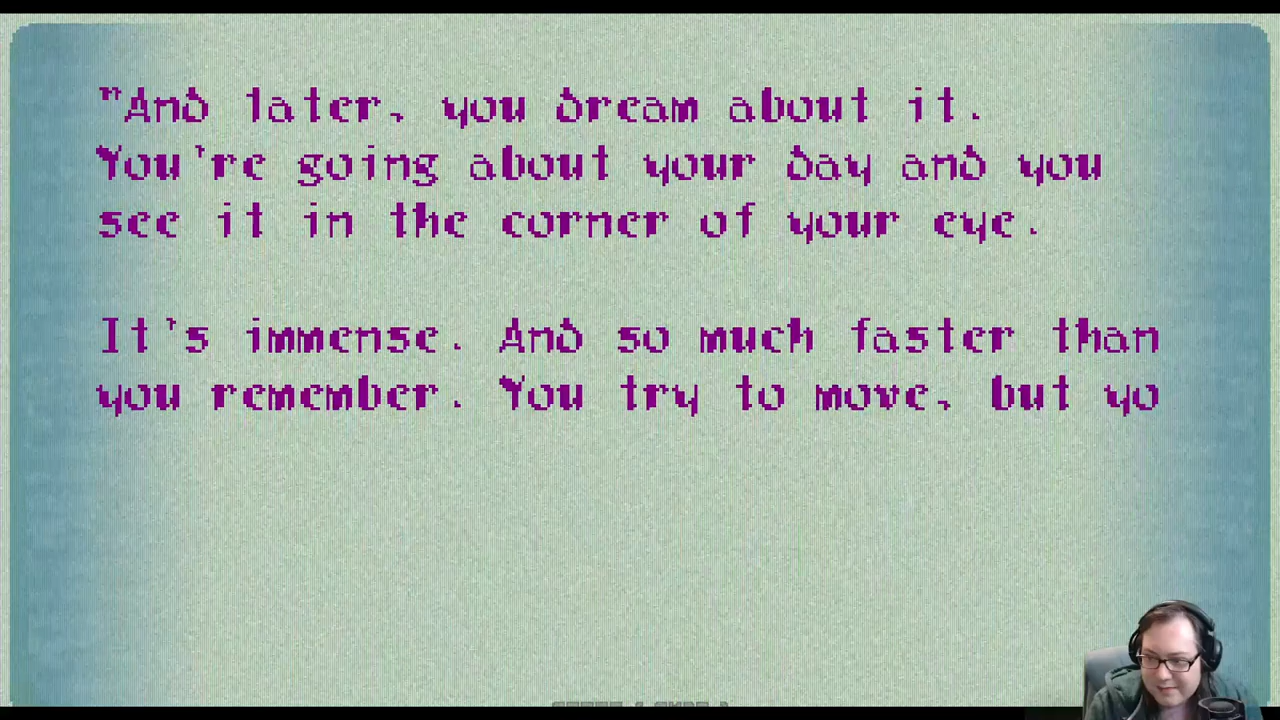 "And later, you dream about it.
You're going about your day and you
see it in the corner of your eye.
It's immense. And so much faster than
you remember. You try to move, but yo